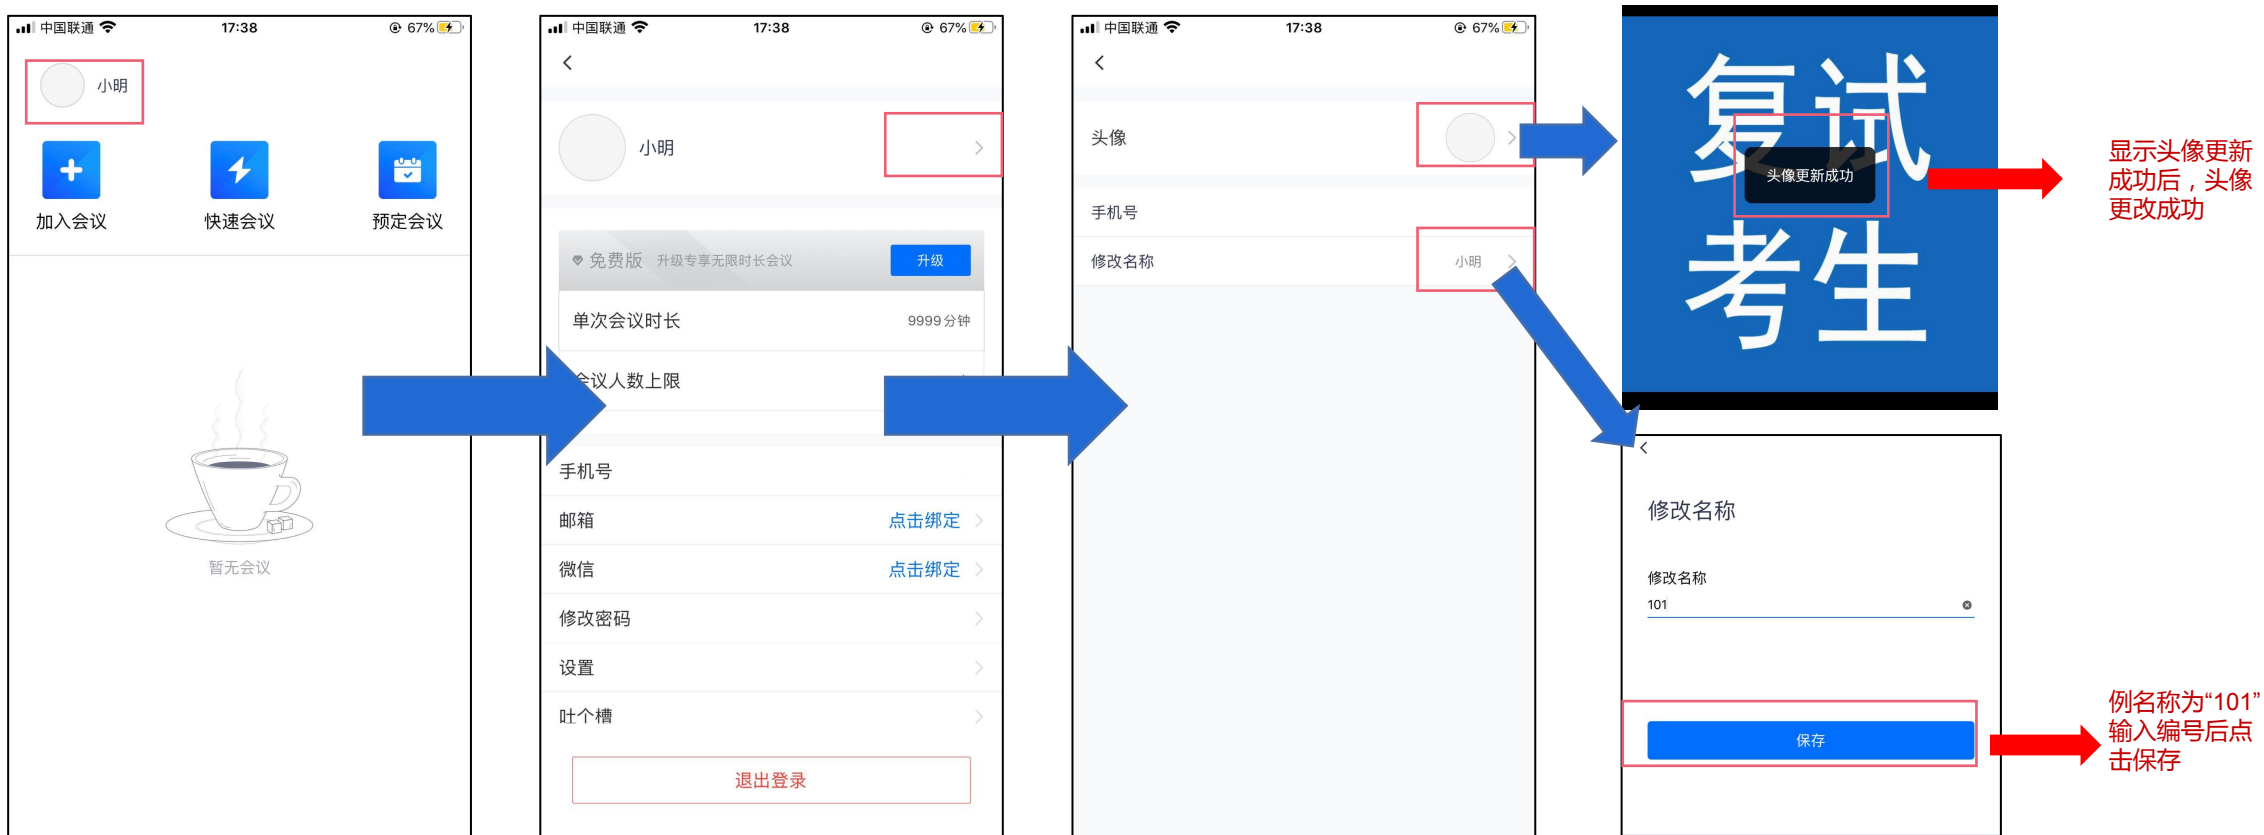 中国联通
17:38
67%
小明
加入会议
快速会议
预定会议
暂无会议
中国联通
17:38
67%
小明
免费版 升级专享无限时长会议
升级
单次会议时长
9999分钟
会议人数上限
手机号
邮箱
点击绑定
微信
点击绑定
修改密码
设置
吐个槽
退出登录
中国联通
17:38
67%
头像
手机号
修改名称
小明
复试
头像更新成功
考生
显示头像更新
成功后，头像
更改成功
修改名称
修改名称
101
保存
例名称为“101”
输入编号后点
击保存